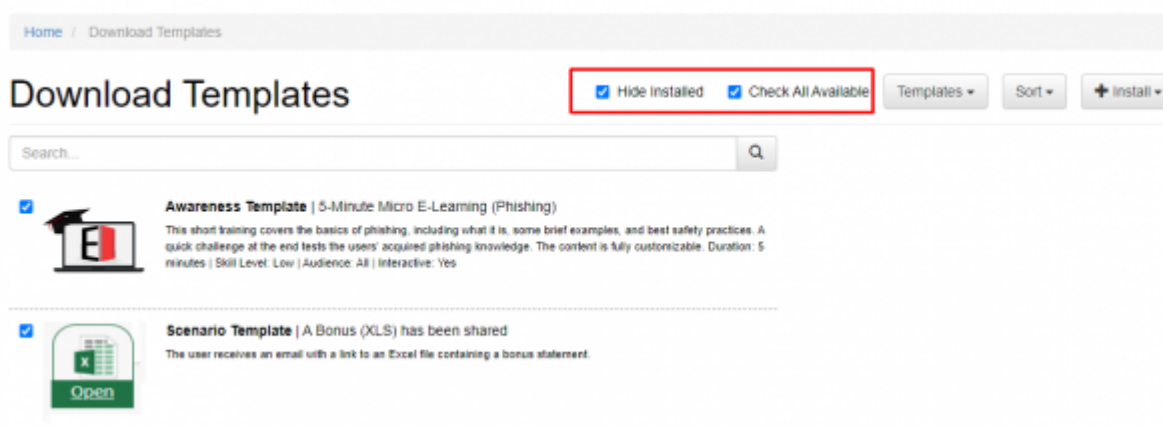 Home / Download Templates
Download Templates
Hide Installed Check All Available Templates Sort Install
Search...
Awareness Template | 5-Minute Micro E-Learning (Phishing)
This short training covers the basics of phishing, including what it is, some brief examples, and best safety practices. A
quick challenge at the end tests the users' acquired phishing knowledge. The content is fully customizable. Duration: 5
minutes | Skill Level: Low | Audience: All | Interactive: Yes
Scenario Template | A Bonus (XLS) has been shared
The user receives an email with a link to an Excel file containing a bonus statement.
X
Open